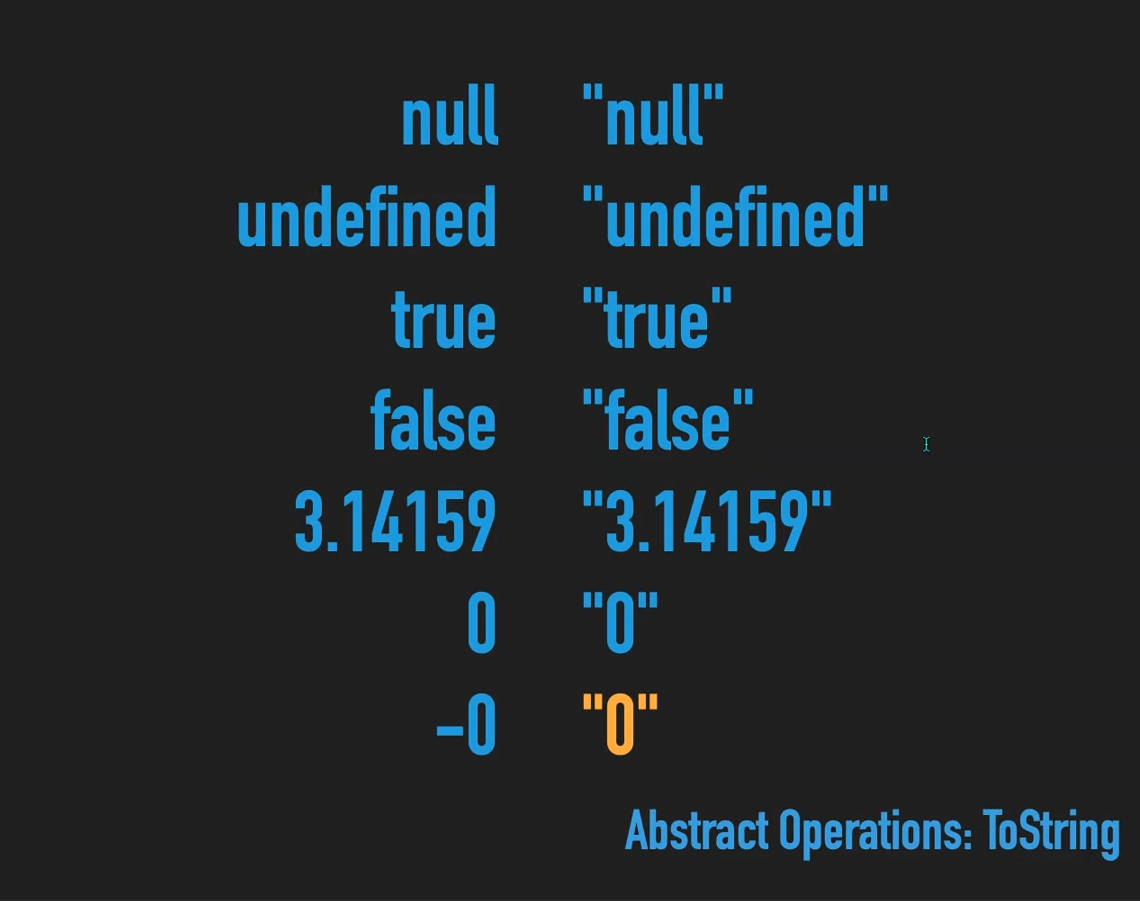 null "null"
undefined "undefined"
true "true"
false "false"
3.14159 "3.14159"
0 "0"
-0 "0"
Abstract Operations: ToString